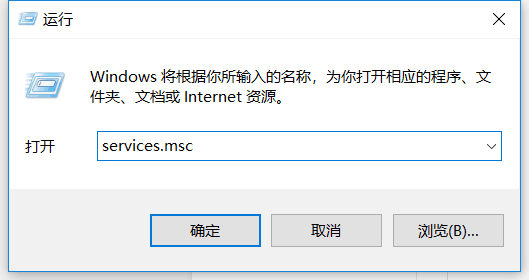 运行
Windows 将根据你所输入的名称，为你打开相应的程序、文
件夹、文档或 Internet 资源。
打开 services.msc
确定 取消 浏览(B)...